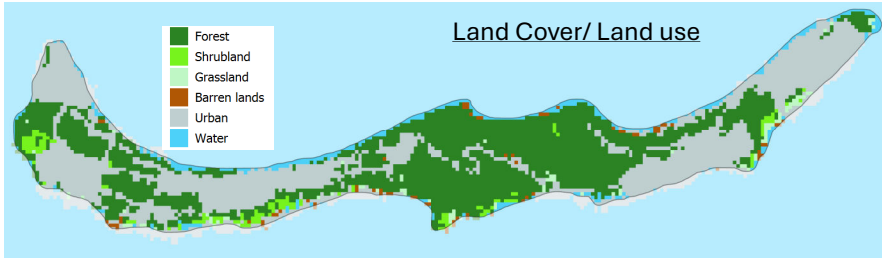 Land Cover/ Land use
Forest
Shrubland
Grassland
Barren lands
Urban
Water